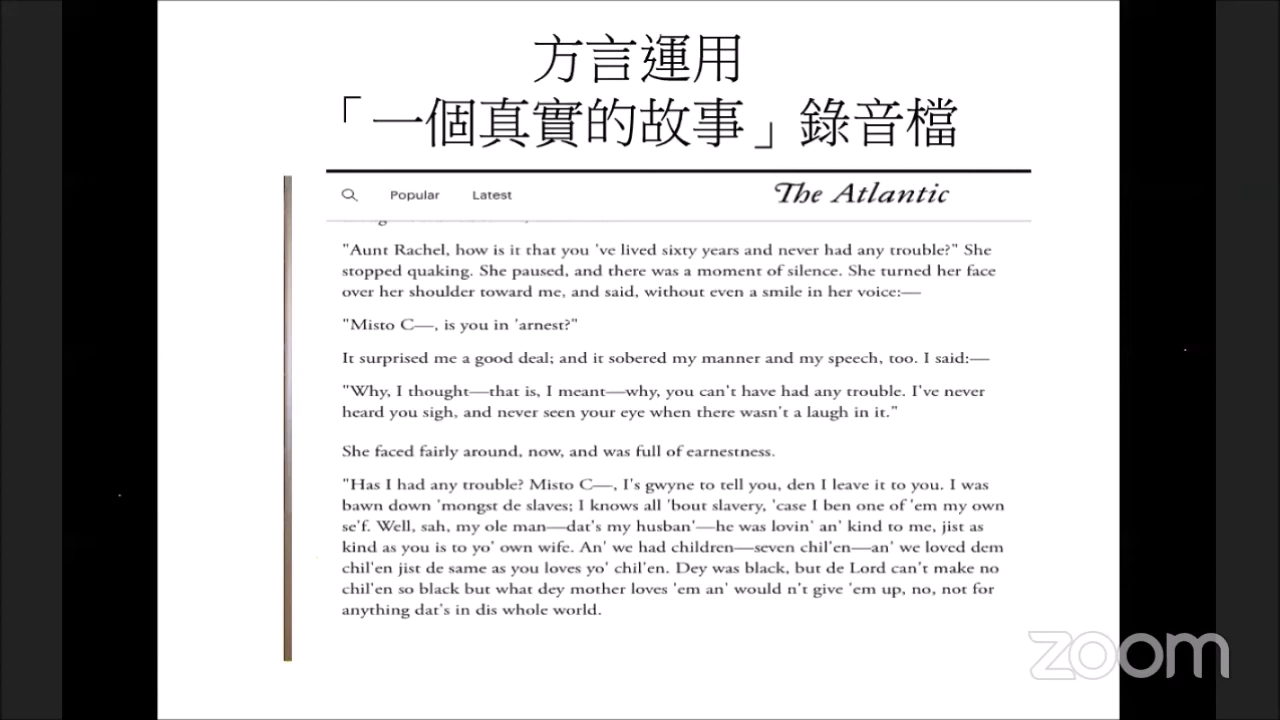 方言運用
「一個真實的故事」錄音檔
Popular Latest The Atlantic
"Aunt Rachel, how is it that you 've lived sixty years and never had any trouble?" She
stopped quaking. She paused, and there was a moment of silence. She turned her face
over her shoulder toward me, and said, without even a smile in her voice:—
"Misto C—, is you in 'arnest?"
It surprised me a good deal; and it sobered my manner and my speech, too. I said:—
"Why, I thought—that is, I meant—why, you can't have had any trouble. I've never
heard you sigh, and never seen your eye when there wasn't a laugh in it."
She faced fairly around, now, and was full of earnestness.
"Has I had any trouble? Misto C—, I's gwyne to tell you, den I leave it to you. I was
bawn down 'mongst de slaves; I knows all 'bout slavery, 'case I ben one of 'em my own
se'f. Well, sah, my ole man—dat's my husban'—he was lovin' an' kind to me, jist as
kind as you is to yo' own wife. An' we had children—seven chil'en—an' we loved dem
chil'en jist de same as you loves yo' chil'en. Dey was black, but de Lord can't make no
chil'en so black but what dey mother loves 'em an' would n't give 'em up, no, not for
anything dat's in dis whole world.
zoom